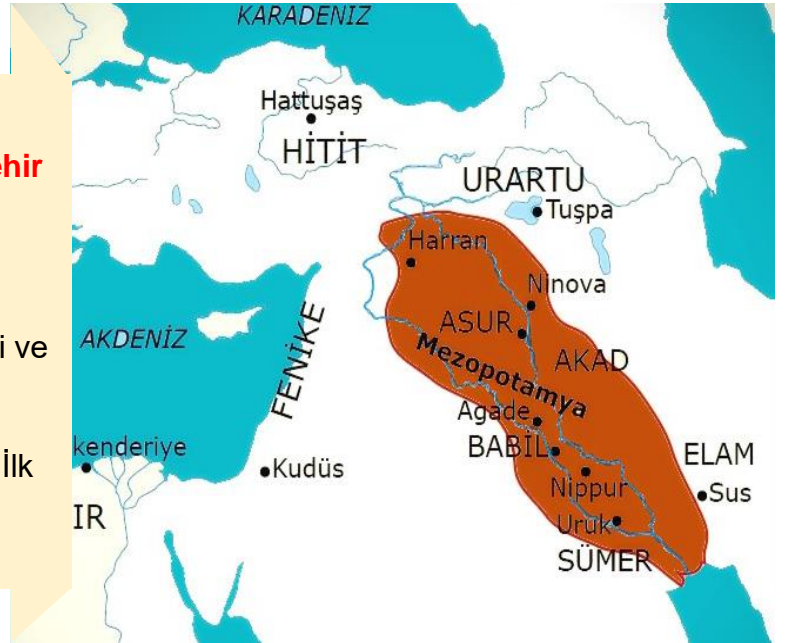 KARADENİZ
ehir
i ve
İlk
Hattuşaş
HİTİT
URARTU
Tuşpa
Harran
Ninova
ASUR
AKAD
Mezopotamya
AKDENİZ
FENİKE
Agade
BABİL
ELAM
kenderiye
Kudüs
Nippur
Sus
IR
Uruk
SÜMER